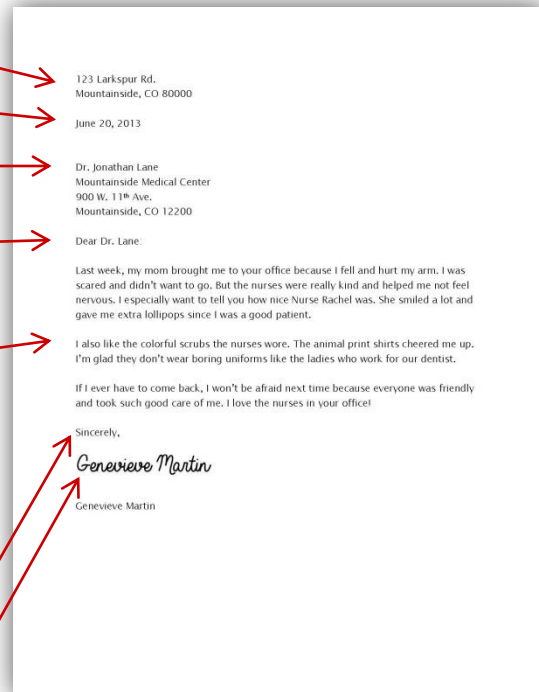 123 Larkspur Rd.
Mountainside, CO 80000
June 20, 2013
Dr. Jonathan Lane
Mountainside Medical Center
900 W. 11th Ave.
Mountainside, CO 12200
Dear Dr. Lane:
Last week, my mom brought me to your office because I fell and hurt my arm. I was
scared and didn't want to go. But the nurses were really kind and helped me not feel
nervous. I especially want to tell you how nice Nurse Rachel was. She smiled a lot and
gave me extra lollipops since I was a good patient.
I also like the colorful scrubs the nurses wore. The animal print shirts cheered me up.
I'm glad they don't wear boring uniforms like the ladies who work for our dentist.
If I ever have to come back, I won't be afraid next time because everyone was friendly
and took such good care of me. I love the nurses in your office!
Sincerely,
Genevieve Martin
Genevieve Martin